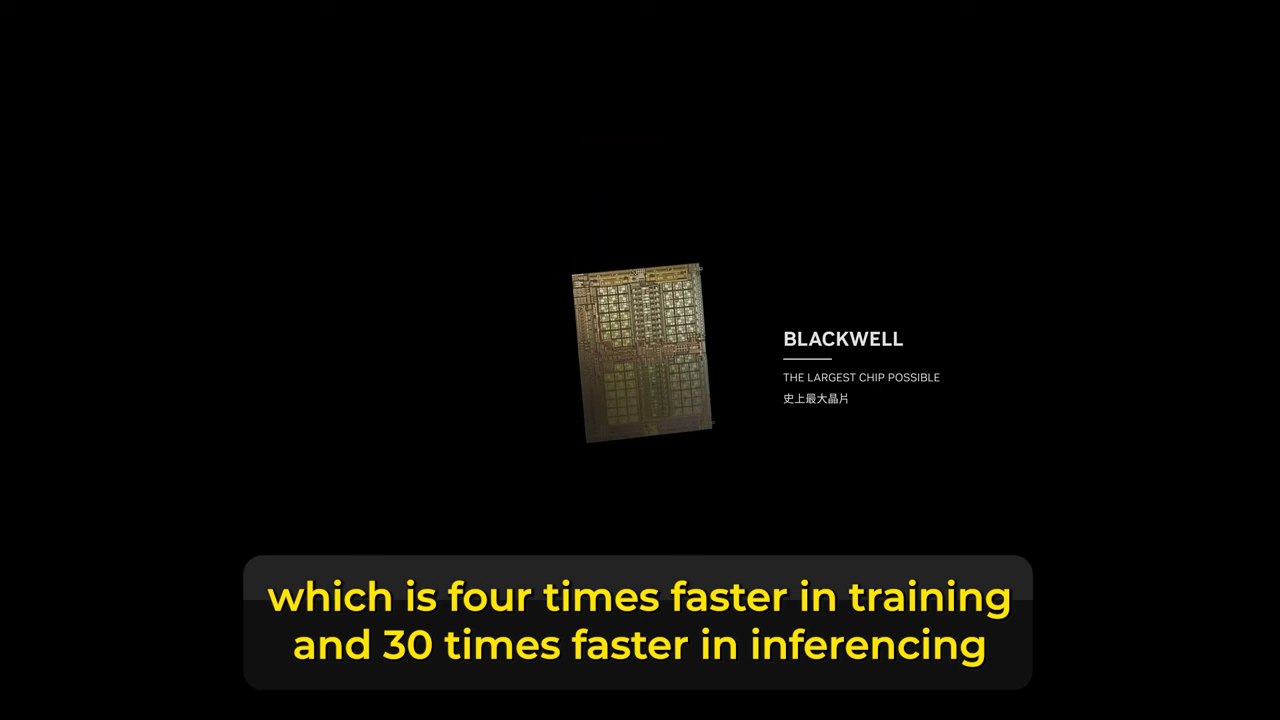 BLACKWELL
THE LARGEST CHIP POSSIBLE
史上最大晶片
which is four times faster in training
and 30 times faster in inferencing